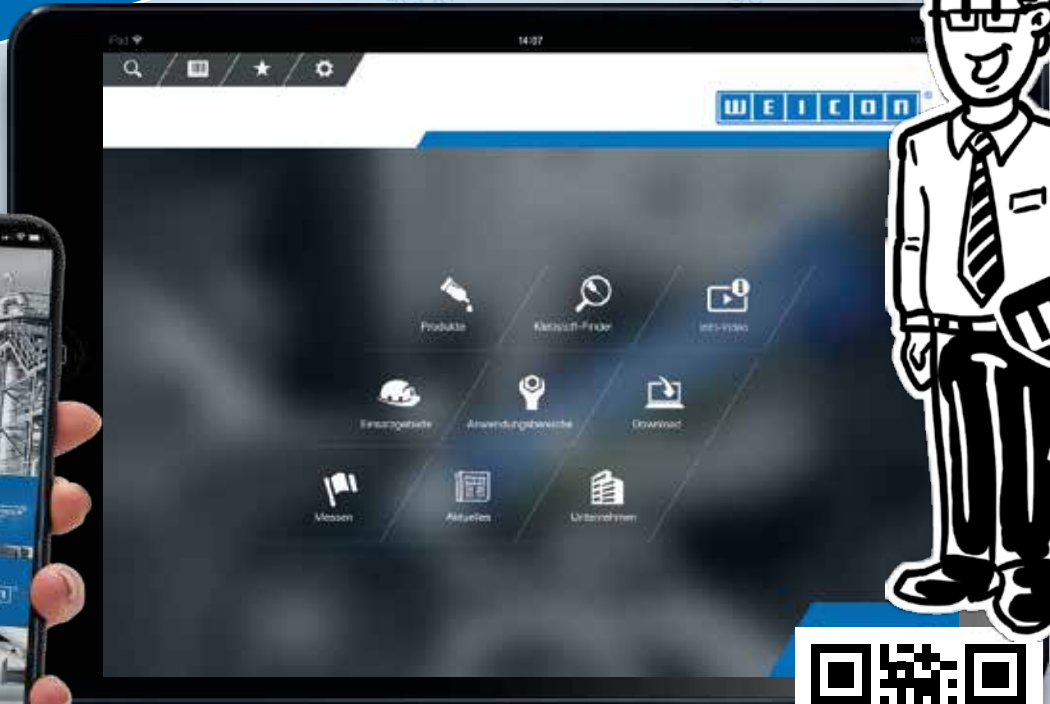 iPad
14:07
WEICON®
Produkte
Klebstoff-Finder
Info-Video
Einsatzgebiete
Anwendungsbereiche
Download
Messen
Aktuelles
Unternehmen